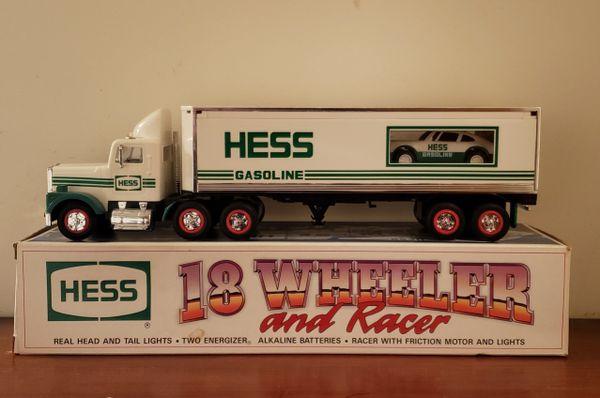 HESS
GASOLINE
HESS
GASOLINE
HESS
HESS
®
18 WHEELER
and Racer
REAL HEAD AND TAIL LIGHTS • TWO ENERGIZER® ALKALINE BATTERIES • RACER WITH FRICTION MOTOR AND LIGHTS